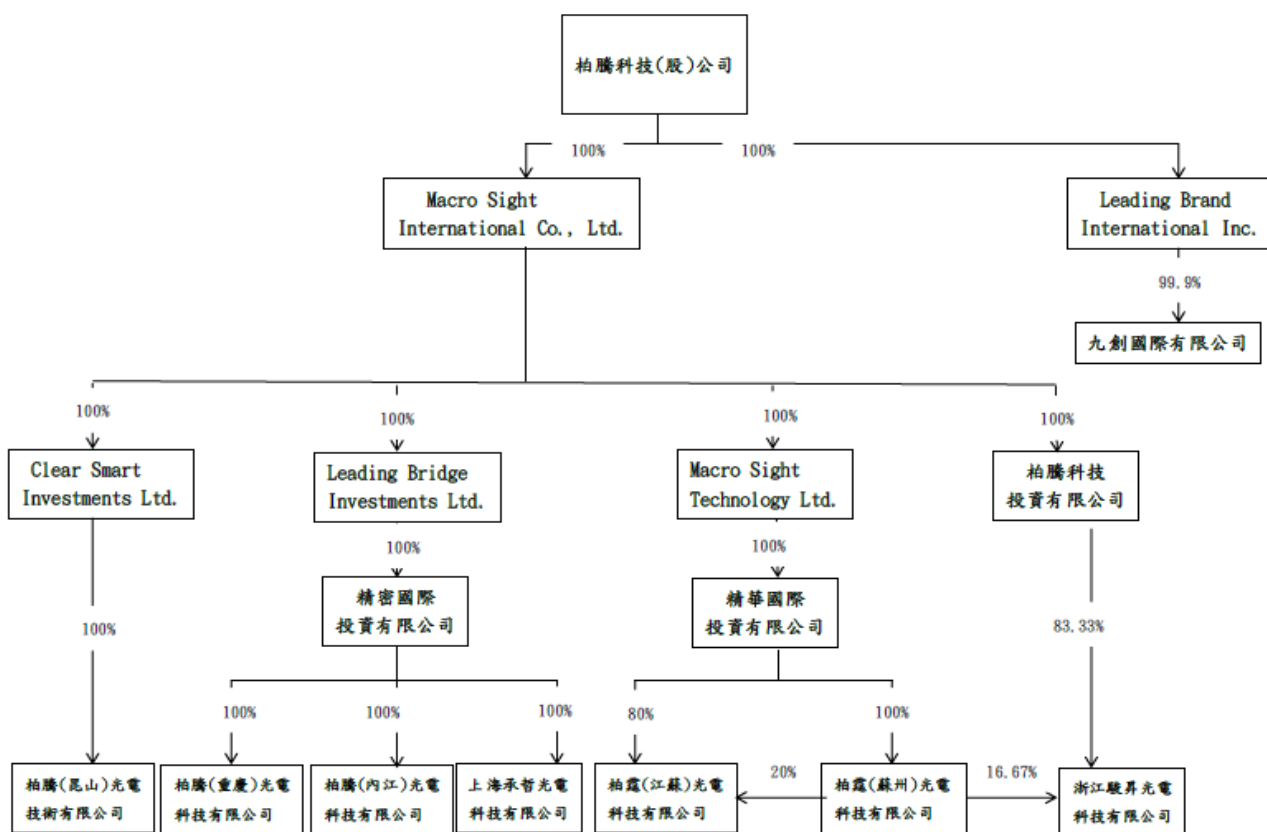 柏騰科技(股)公司
100%
100%
Macro Sight
International Co., Ltd.
Leading Brand
International Inc.
99.9%
九創國際有限公司
100%
100%
100%
100%
Clear Smart
Investments Ltd.
Leading Bridge
Investments Ltd.
Macro Sight
Technology Ltd.
柏騰科技
投資有限公司
100%
100%
精密國際
投資有限公司
精華國際
投資有限公司
100%
83.33%
100%
100%
100%
80%
100%
柏騰(昆山)光電
技術有限公司
柏騰(重慶)光電
科技有限公司
柏騰(內江)光電
科技有限公司
上海承哲光電
科技有限公司
柏霆(江蘇)光電
科技有限公司
20%
柏霆(蘇州)光電
科技有限公司
16.67%
浙江駿昇光電
科技有限公司